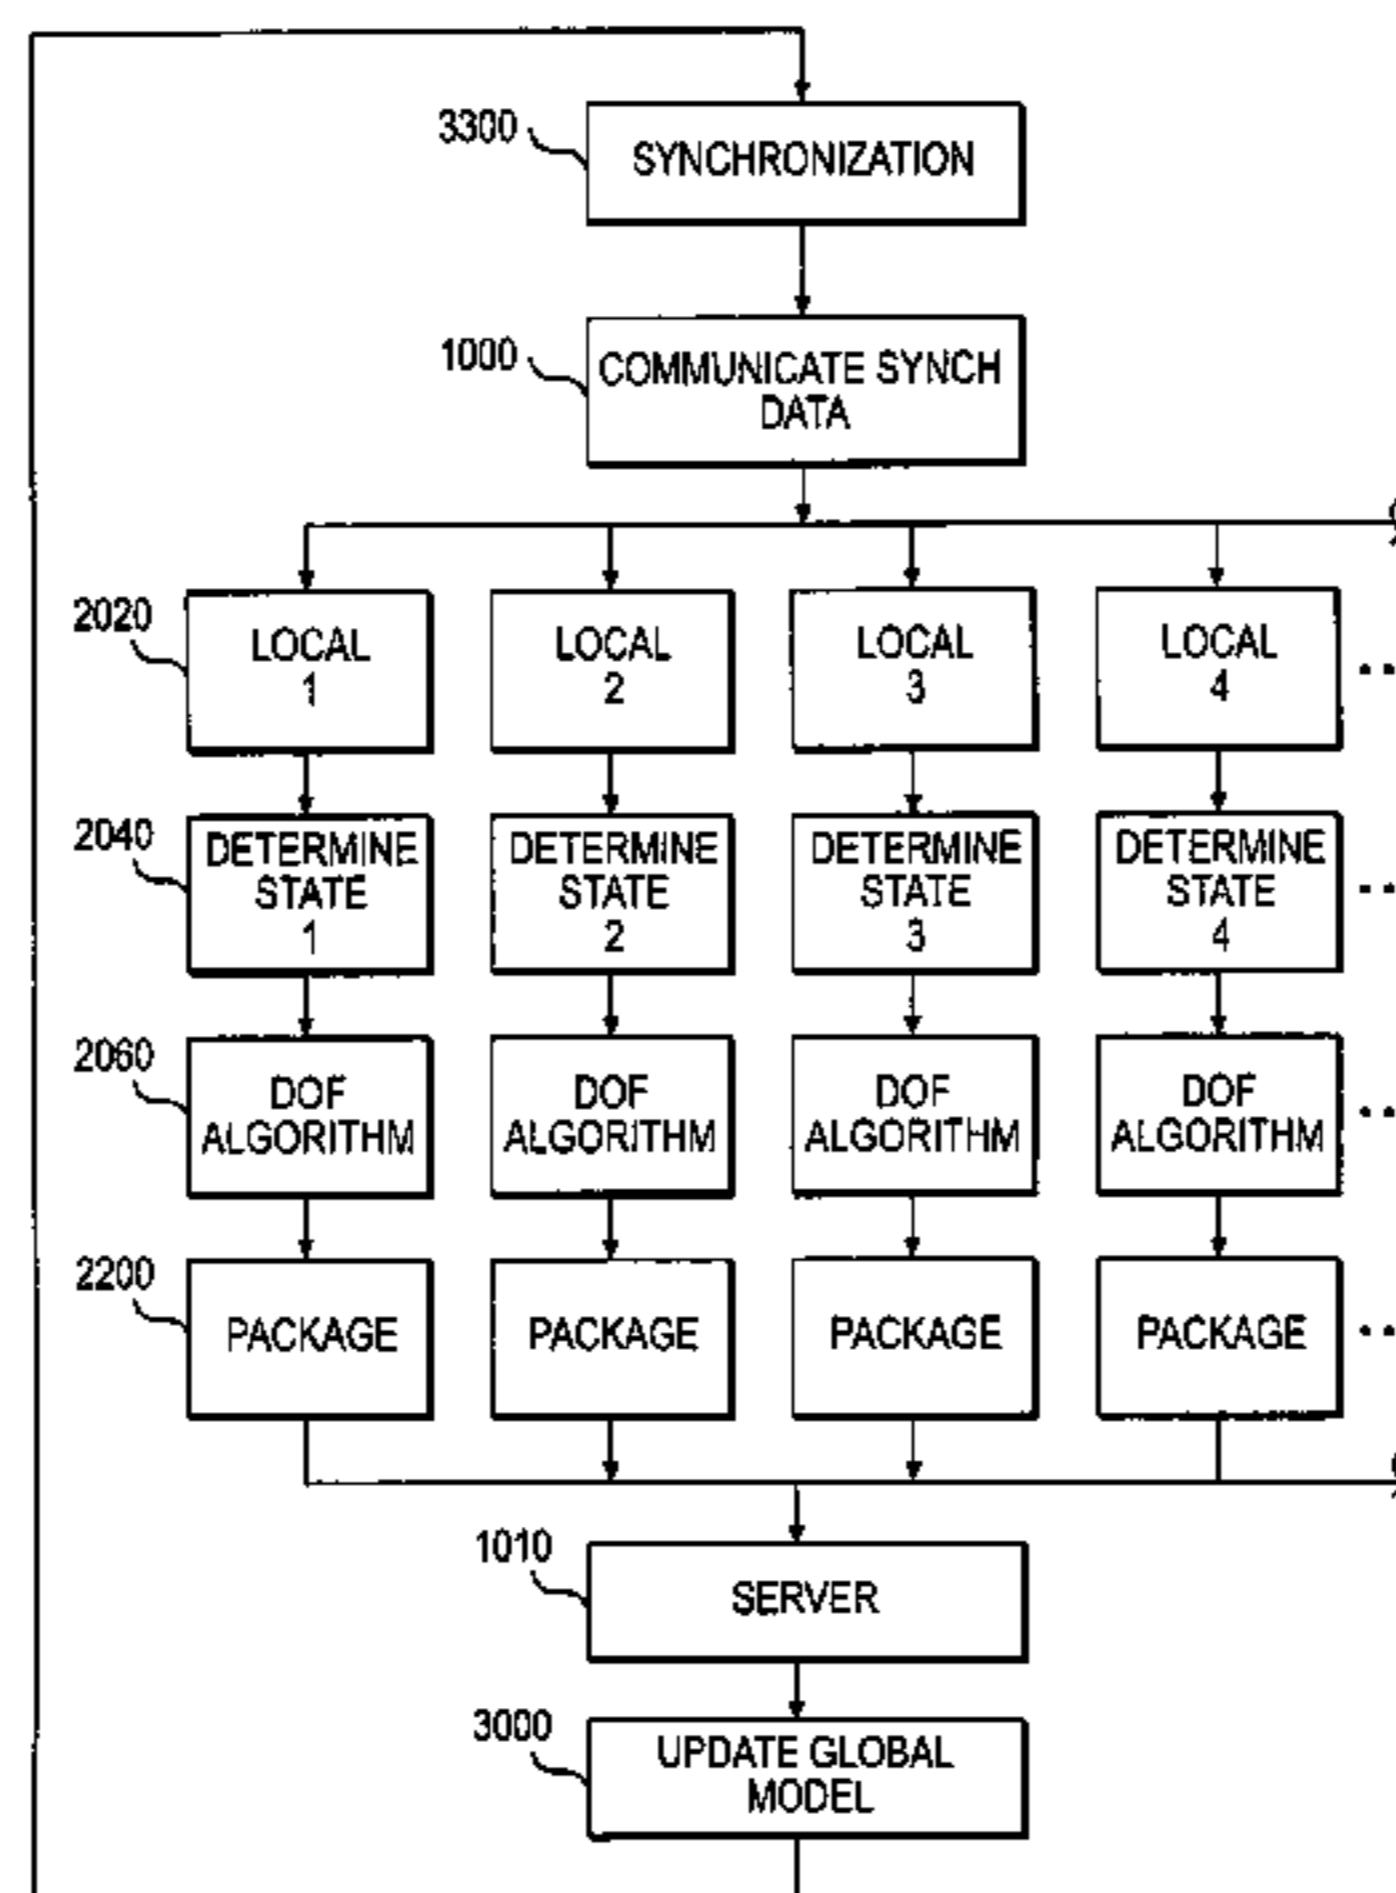 3300
SYNCHRONIZATION
1000
COMMUNICATE SYNCH
DATA
2020
LOCAL
1
LOCAL
2
LOCAL
3
LOCAL
4
2040
DETERMINE
STATE
1
DETERMINE
STATE
2
DETERMINE
STATE
3
DETERMINE
STATE
4
2060
DOF
ALGORITHM
DOF
ALGORITHM
DOF
ALGORITHM
DOF
ALGORITHM
2200
PACKAGE
PACKAGE
PACKAGE
PACKAGE
1010
SERVER
3000
UPDATE GLOBAL
MODEL